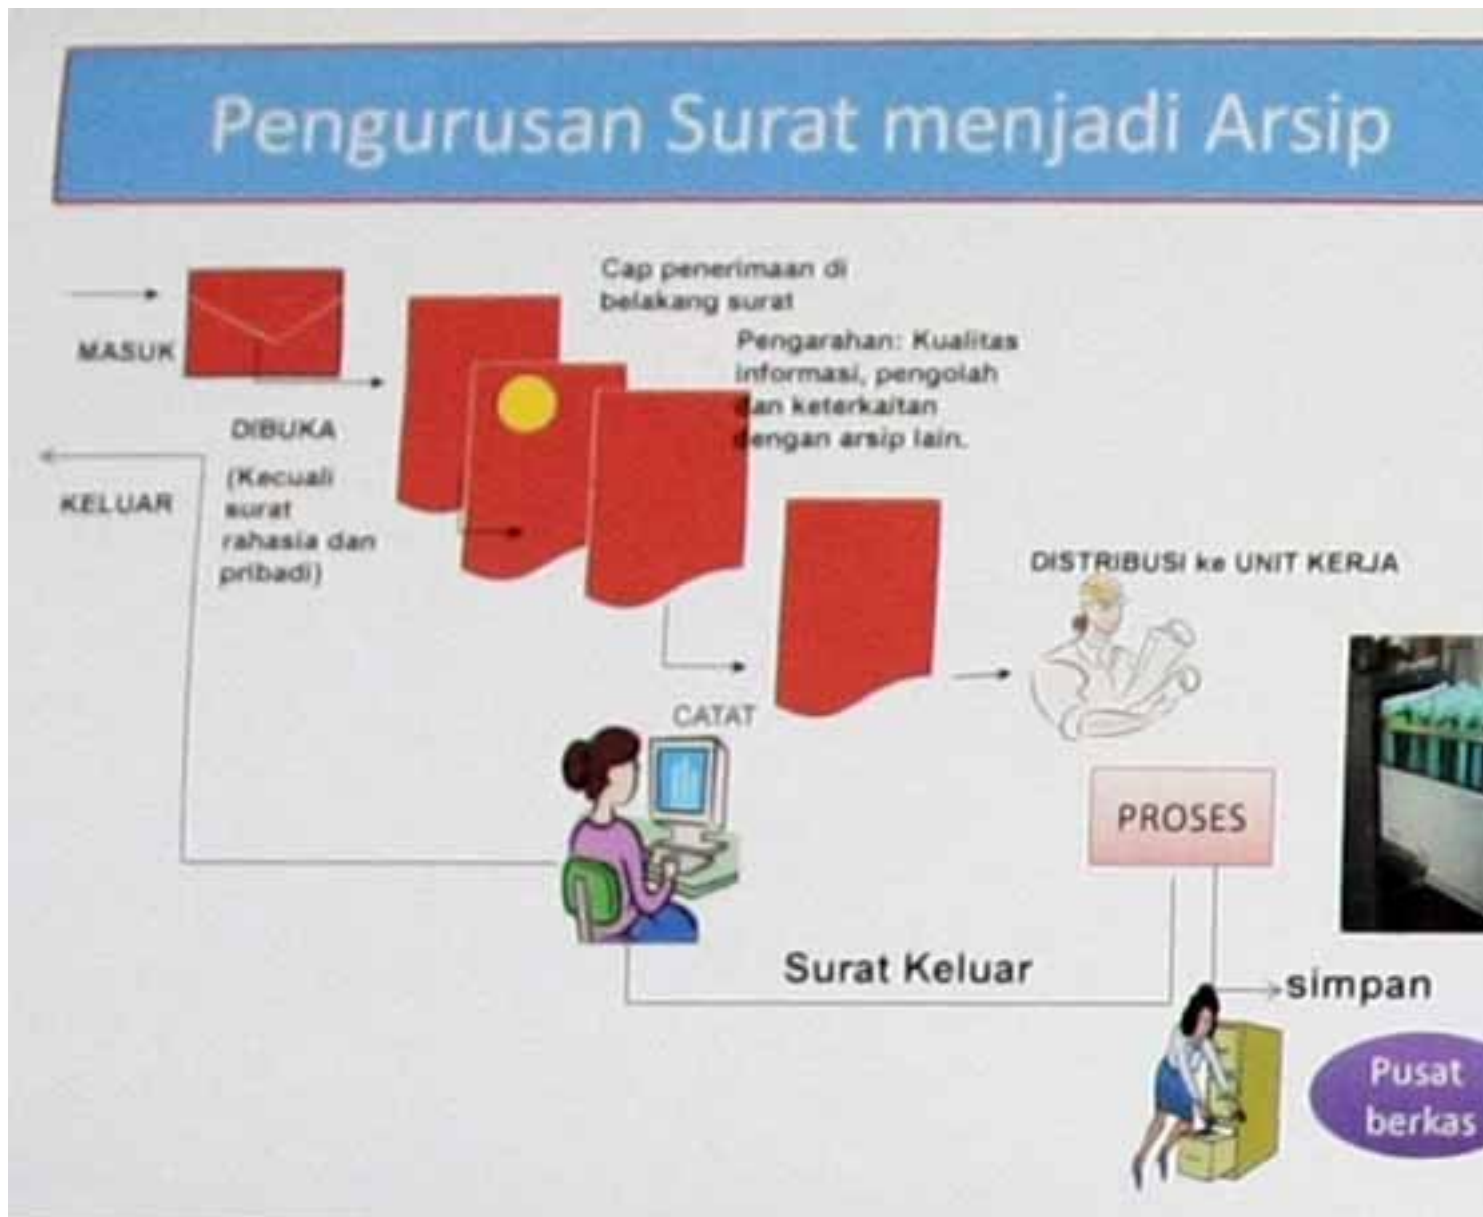 Pengurusan Surat menjadi Arsip
Cap penerimaan di
belakang surat
MASUK
Pengarahan: Kualitas
informasi, pengolah
dan keterkaitan
dengan arsip lain.
DIBUKA
(Kecuali
surat
rahasia dan
pribadi)
KELUAR
DISTRIBUSI ke UNIT KERJA
CATAT
PROSES
Surat Keluar
simpan
Pusat
berkas